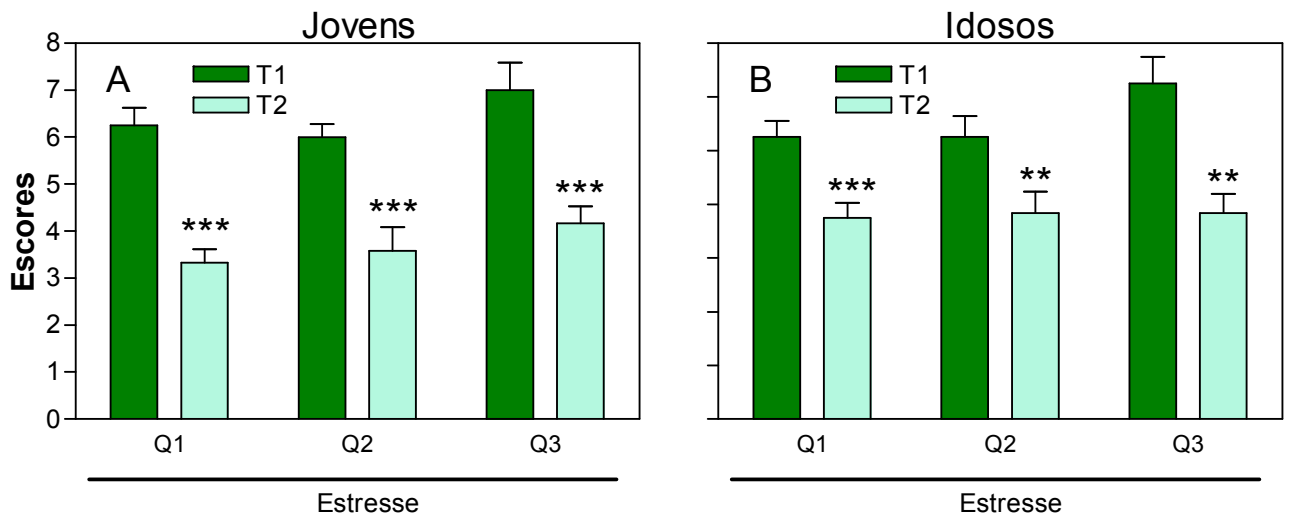 Jovens
A
T1
T2
Escores
8
7
6
5
4
3
2
1
0
***
***
***
Q1 Q2 Q3
Estresse
Idosos
B
T1
T2
***
**
**
Q1 Q2 Q3
Estresse